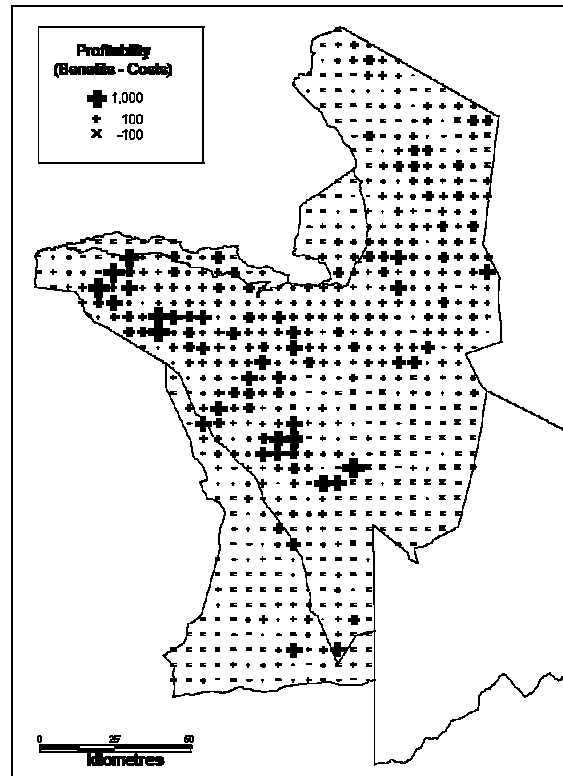 Profitability
(Benefits - Costs)
1,000
100
-100
0 25 50
kilometres